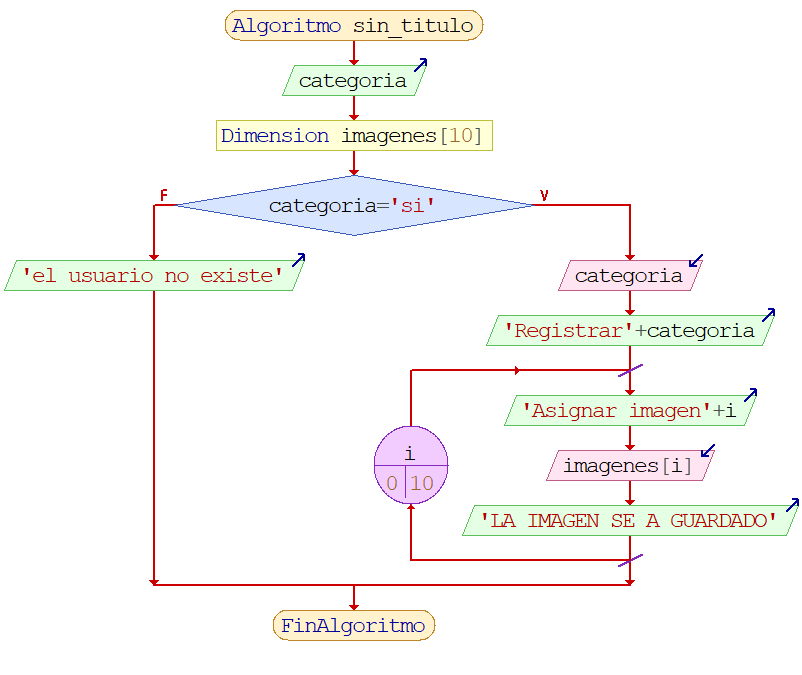 Algoritmo sin_titulo
categoria
Dimension imagenes[10]
categoria='si'
F
V
'el usuario no existe'
categoria
'Registrar'+categoria
'Asignar imagen'+i
i
0 10
imagenes[i]
'LA IMAGEN SE A GUARDADO'
FinAlgoritmo